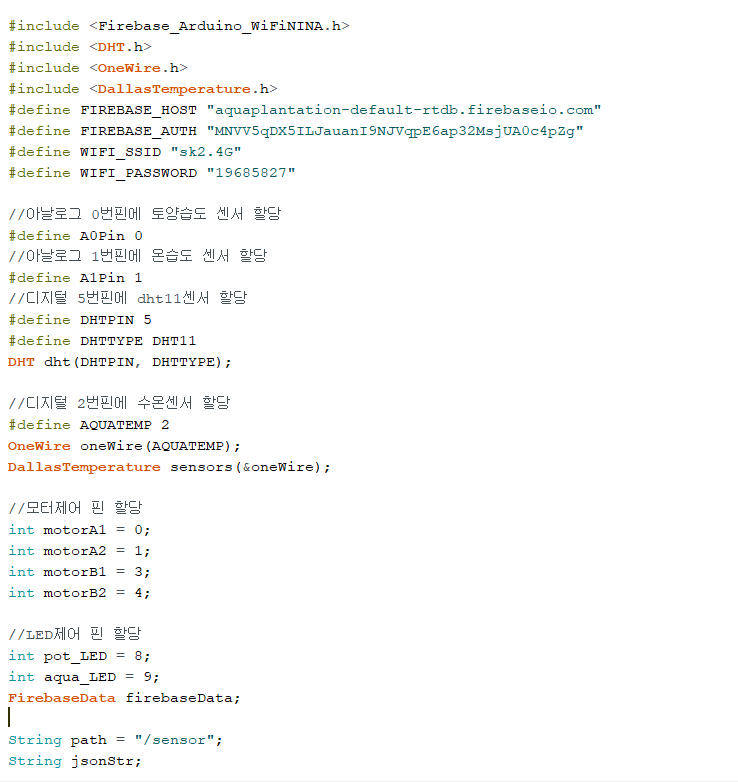 #include <Firebase_Arduino_WiFiNINA.h>
#include <DHT.h>
#include <OneWire.h>
#include <DallasTemperature.h>
#define FIREBASE_HOST "aquaplantation-default-rtdb.firebaseio.com"
#define FIREBASE_AUTH "MNVV5qDX5ILJauanI9NJVqpE6ap32MsjUA0c4pZg"
#define WIFI_SSID "sk2.4G"
#define WIFI_PASSWORD "19685827"
//아날로그 0번핀에 토양습도 센서 할당
#define A0Pin 0
//아날로그 1번핀에 온습도 센서 할당
#define A1Pin 1
//디지털 5번핀에 dht11센서 할당
#define DHTPIN 5
#define DHTTYPE DHT11
DHT dht(DHTPIN, DHTTYPE);
//디지털 2번핀에 수온센서 할당
#define AQUATEMP 2
OneWire oneWire(AQUATEMP);
DallasTemperature sensors(&oneWire);
//모터제어 핀 할당
int motorA1 = 0;
int motorA2 = 1;
int motorB1 = 3;
int motorB2 = 4;
//LED제어 핀 할당
int pot_LED = 8;
int aqua_LED = 9;
FirebaseData firebaseData;
String path = "/sensor";
String jsonStr;